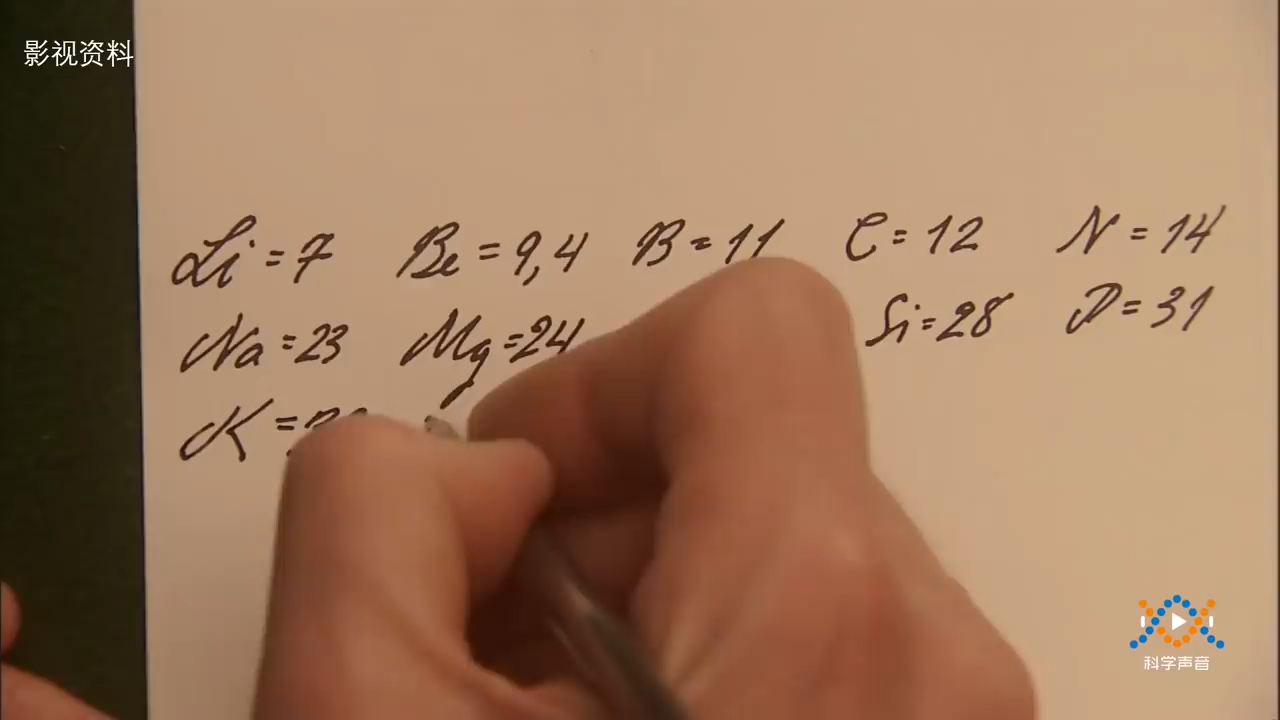 影视资料
Li = 7 Be = 9,4 B = 11 C = 12 N = 14
Na = 23 Mg = 24 Si = 28 P = 31
K =
科学声音